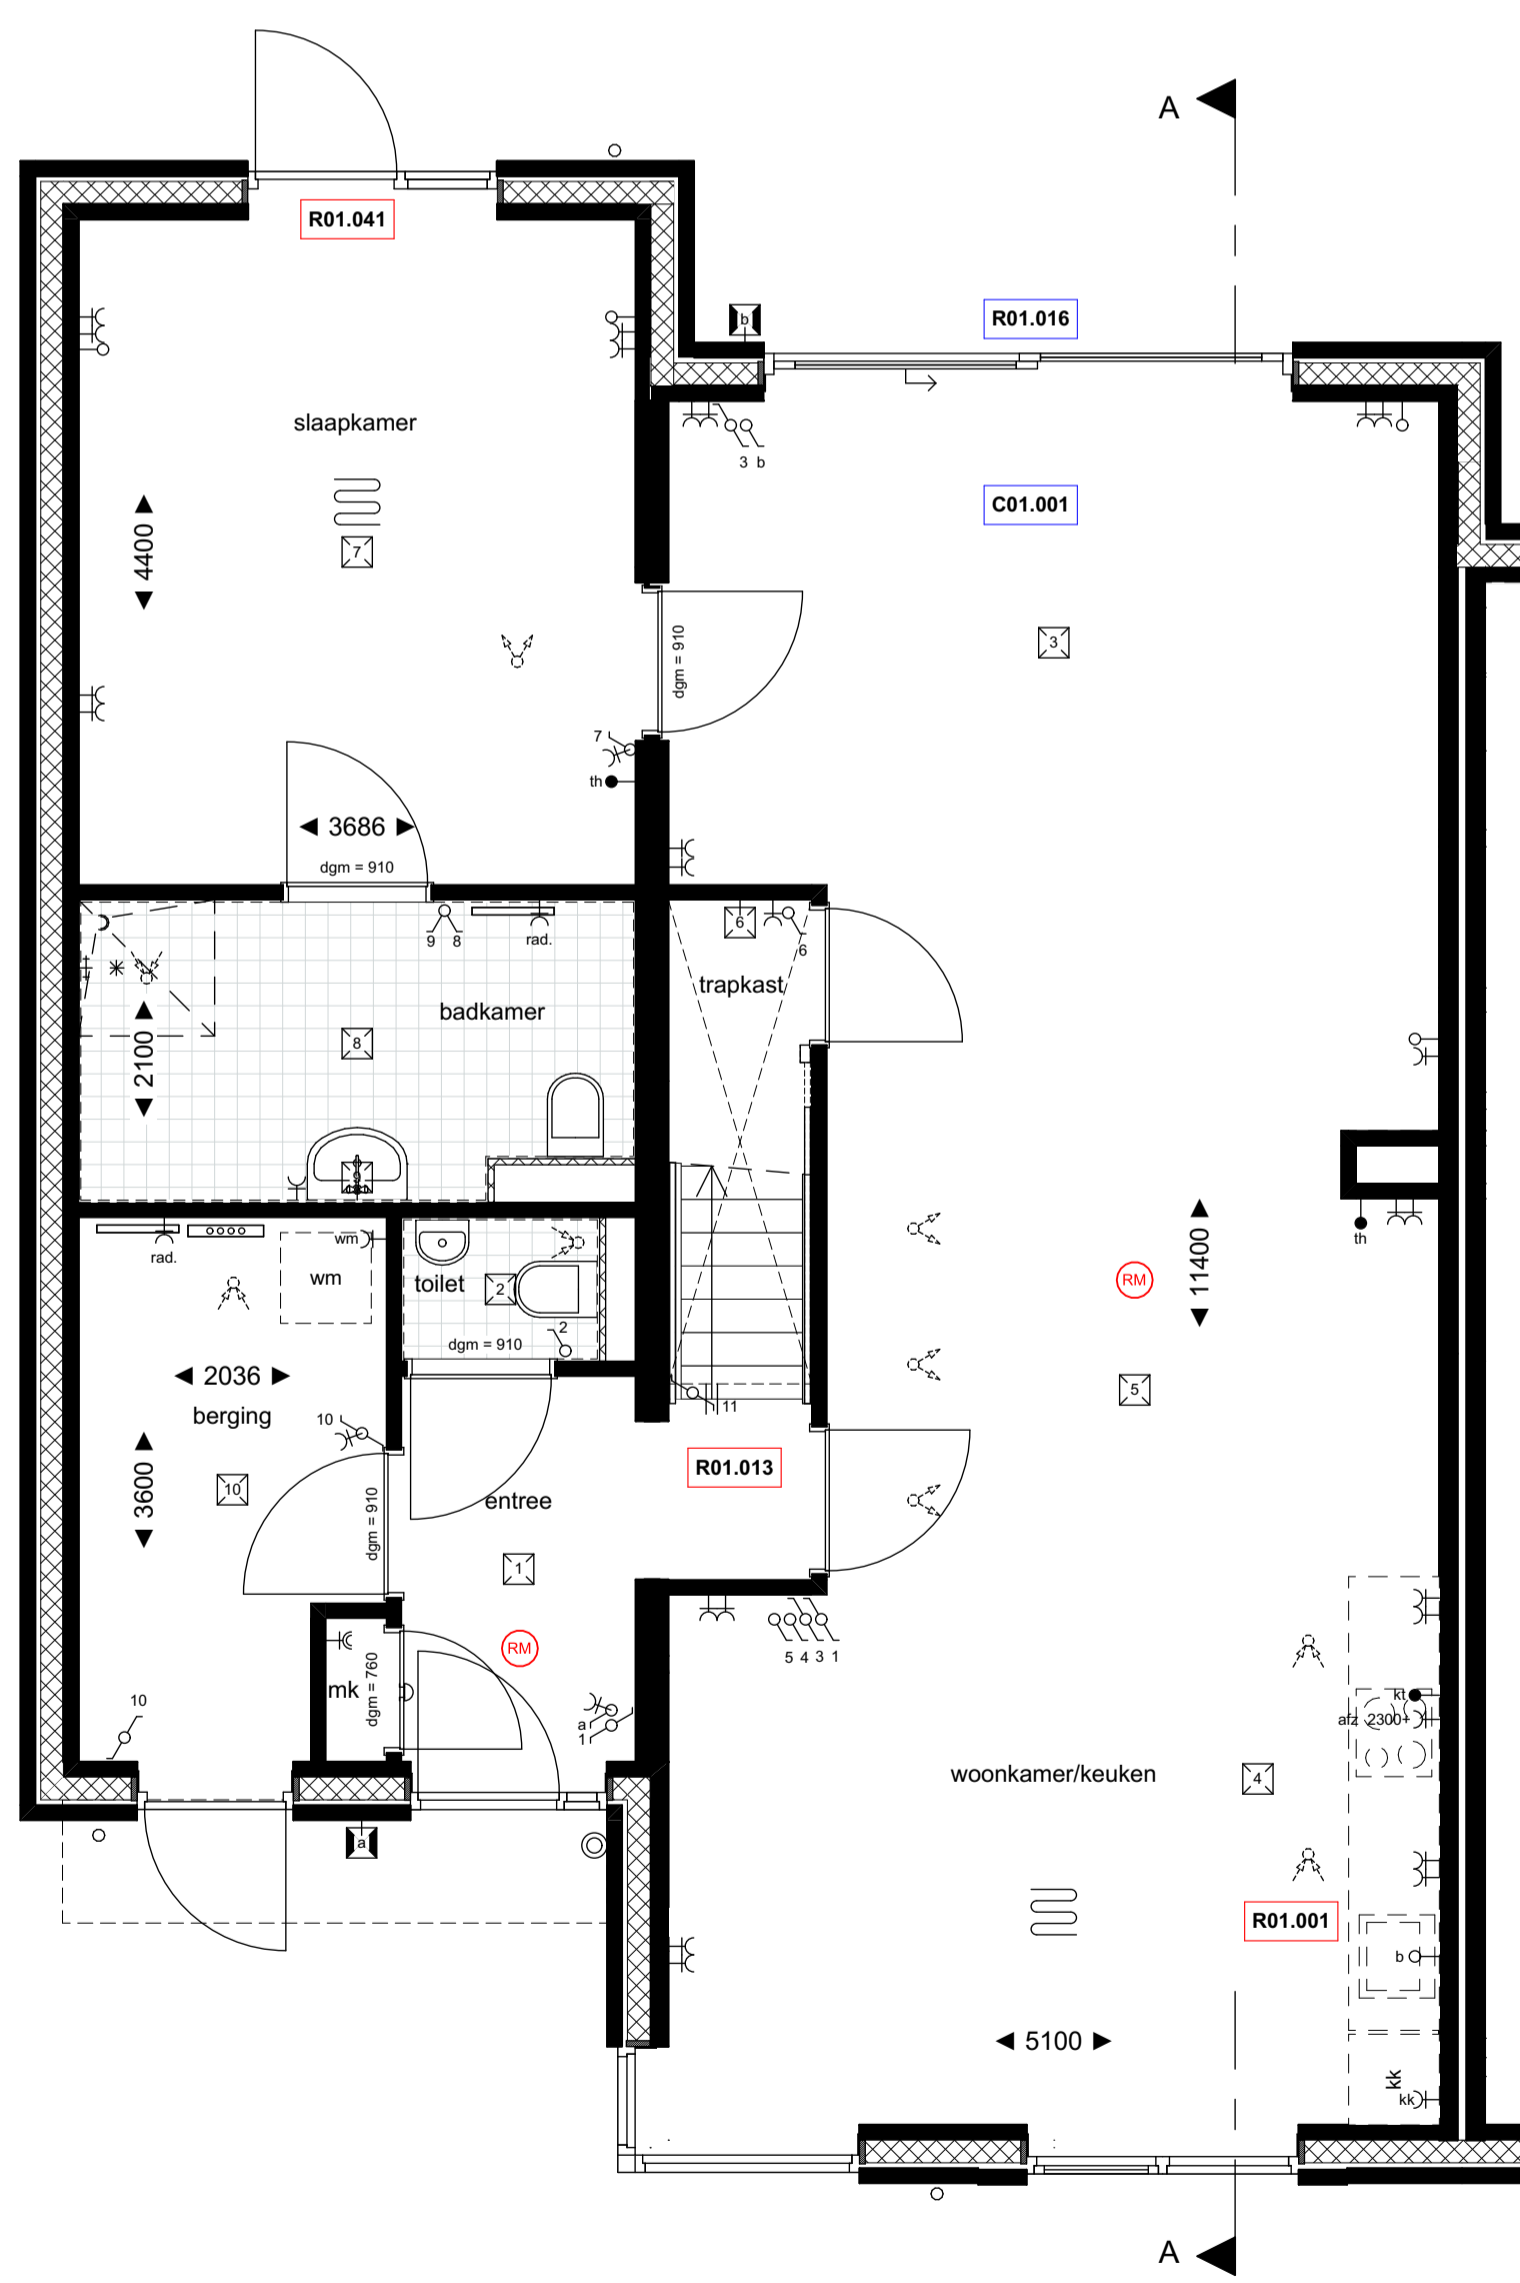 A
R01.041
b
R01.016
3 b
slaapkamer
C01.001
4400
7
3
dgm = 910
7
th
3686
dgm = 910
9 8
rad.
6
6
trapkast
badkamer
2100
8
9
th
rad.
wm
wm
toilet
2
2
dgm = 910
11400
RM
2036
berging
5
10
11
3600
10
R01.013
entree
dgm = 910
1
RM
5 4 3 1
mk
dgm = 760
10
a
1
kt
afz 2300+
woonkamer/keuken
4
a
R01.001
b
5100
kk
kk
A